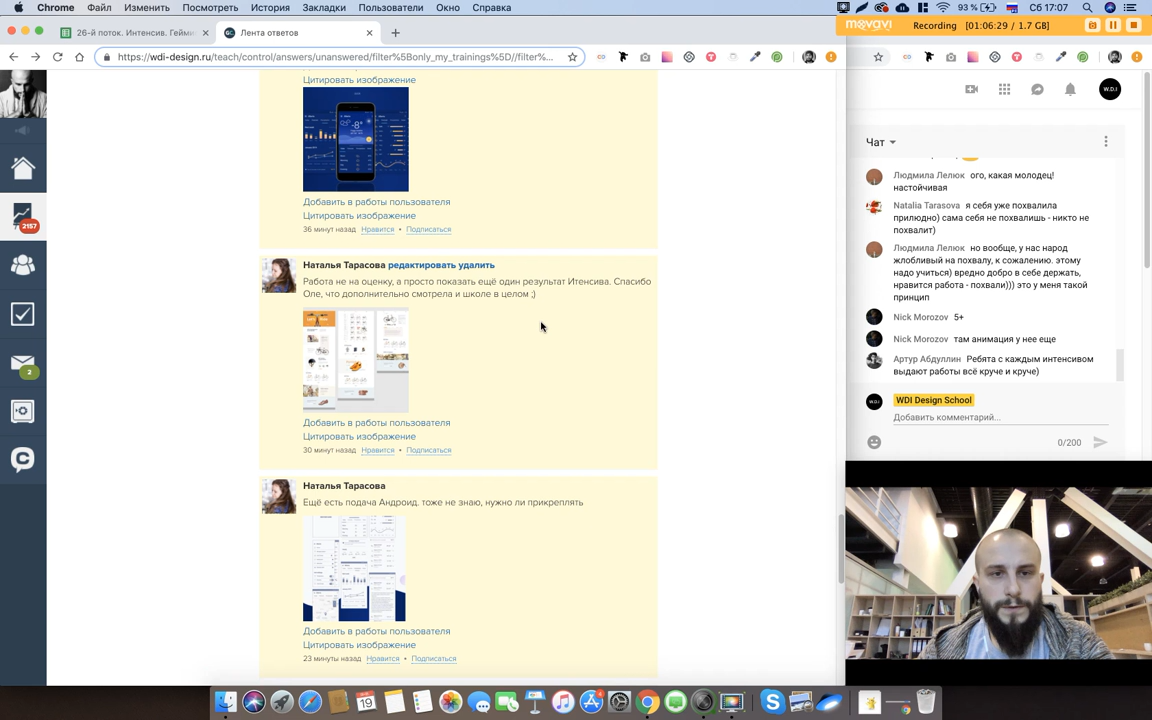 Chrome Файл Изменить Посмотреть История Закладки Пользователи Окно Справка
93 % Сб 17:07
26-й поток. Интенсив. Гейми
Лента ответов
movavi Recording [01:06:29 / 1.7 GB]
https://wdi-design.ru/teach/control/answers/unanswered/filter%5Bonly_my_trainings%5D//filter%...
Цитировать изображение
Добавить в работы пользователя
Цитировать изображение
36 минут назад Нравится • Подписаться
Наталья Тарасова редактировать удалить
Работа не на оценку, а просто показать ещё один результат Итенсива. Спасибо
Оле, что дополнительно смотрела и школе в целом ;)
Добавить в работы пользователя
Цитировать изображение
30 минут назад Нравится • Подписаться
Наталья Тарасова
Ещё есть подача Андроид. тоже не знаю, нужно ли прикреплять
Добавить в работы пользователя
Цитировать изображение
23 минуты назад Нравится • Подписаться
2157
2
W.D.I
Чат
Людмила Лелюк ого, какая молодец!
настойчивая
Natalia Tarasova я себя уже похвалила
прилюдно) сама себя не похвалишь - никто не
похвалит)
Людмила Лелюк но вообще, у нас народ
жлобливый на похвалу, к сожалению. этому
надо учиться) вредно добро в себе держать,
нравится работа - похвали))) это у меня такой
принцип
Nick Morozov 5+
Nick Morozov там анимация у нее еще
Артур Абдуллин Ребята с каждым интенсивом
выдают работы всё круче и круче)
WDI Design School
Добавить комментарий...
0/200
19